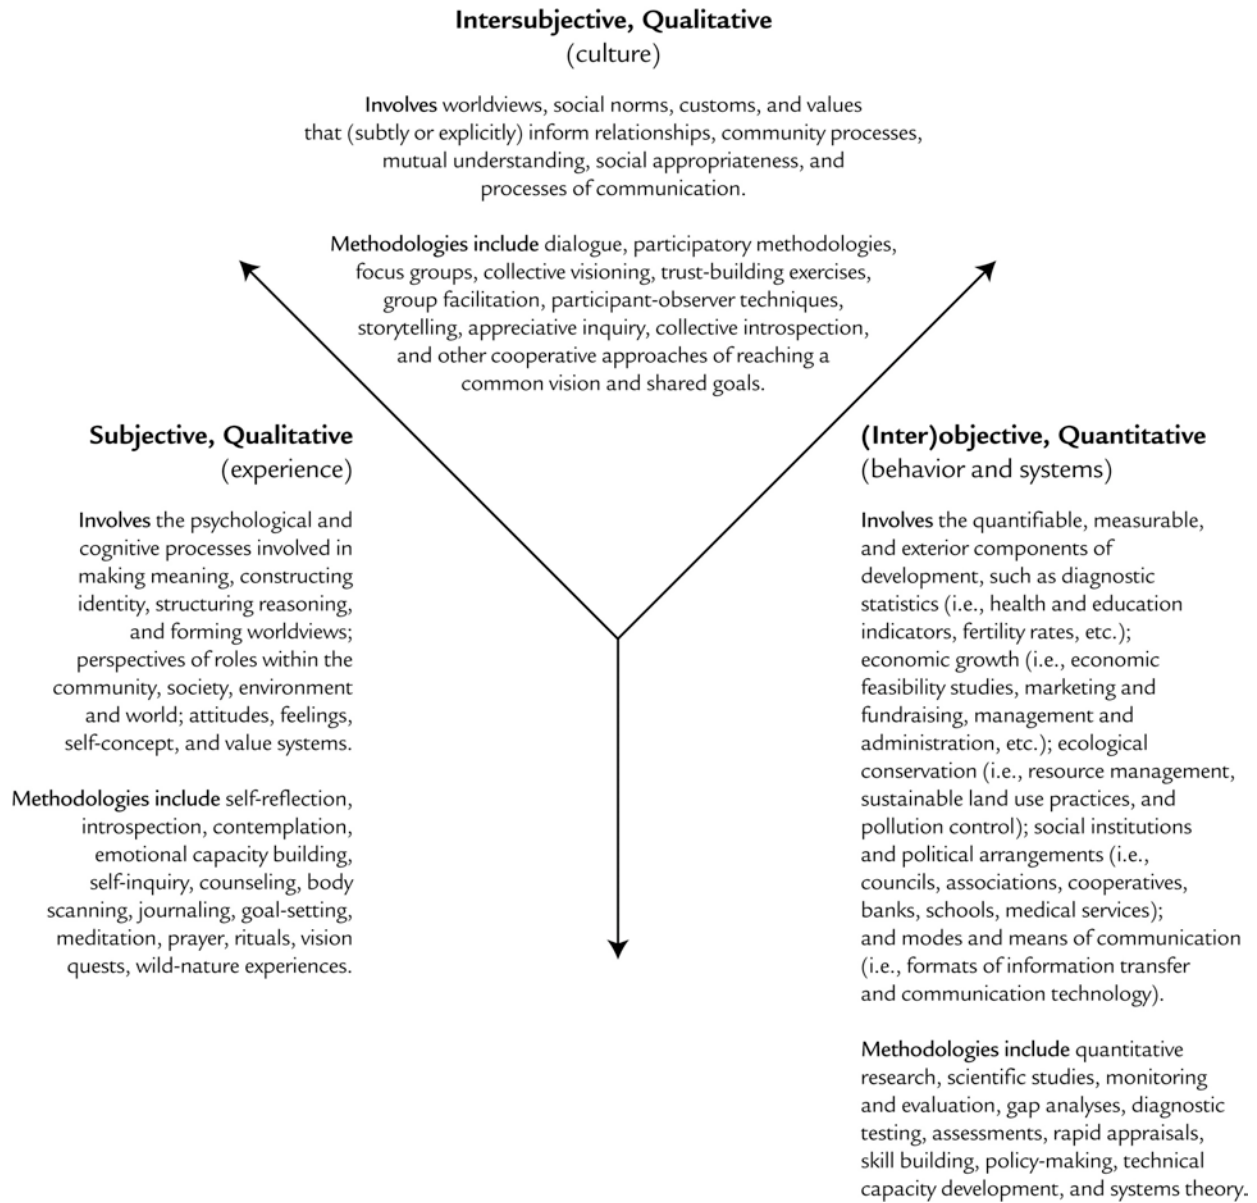 Intersubjective, Qualitative
(culture)
Involves worldviews, social norms, customs, and values
that (subtly or explicitly) inform relationships, community processes,
mutual understanding, social appropriateness, and
processes of communication.
Methodologies include dialogue, participatory methodologies,
focus groups, collective visioning, trust-building exercises,
group facilitation, participant-observer techniques,
storytelling, appreciative inquiry, collective introspection,
and other cooperative approaches of reaching a
common vision and shared goals.
Subjective, Qualitative
(experience)
Involves the psychological and
cognitive processes involved in
making meaning, constructing
identity, structuring reasoning,
and forming worldviews;
perspectives of roles within the
community, society, environment
and world; attitudes, feelings,
self-concept, and value systems.
Methodologies include self-reflection,
introspection, contemplation,
emotional capacity building,
self-inquiry, counseling, body
scanning, journaling, goal-setting,
meditation, prayer, rituals, vision
quests, wild-nature experiences.
(Inter)objective, Quantitative
(behavior and systems)
Involves the quantifiable, measurable,
and exterior components of
development, such as diagnostic
statistics (i.e., health and education
indicators, fertility rates, etc.);
economic growth (i.e., economic
feasibility studies, marketing and
fundraising, management and
administration, etc.); ecological
conservation (i.e., resource management,
sustainable land use practices, and
pollution control); social institutions
and political arrangements (i.e.,
councils, associations, cooperatives,
banks, schools, medical services);
and modes and means of communication
(i.e., formats of information transfer
and communication technology).
Methodologies include quantitative
research, scientific studies, monitoring
and evaluation, gap analyses, diagnostic
testing, assessments, rapid appraisals,
skill building, policy-making, technical
capacity development, and systems theory.